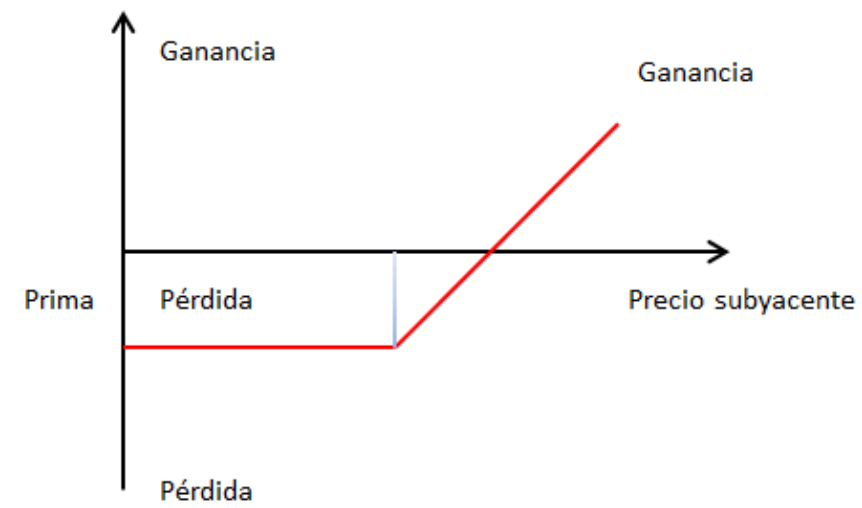 Ganancia
Ganancia
Prima
Pérdida
Precio subyacente
Pérdida